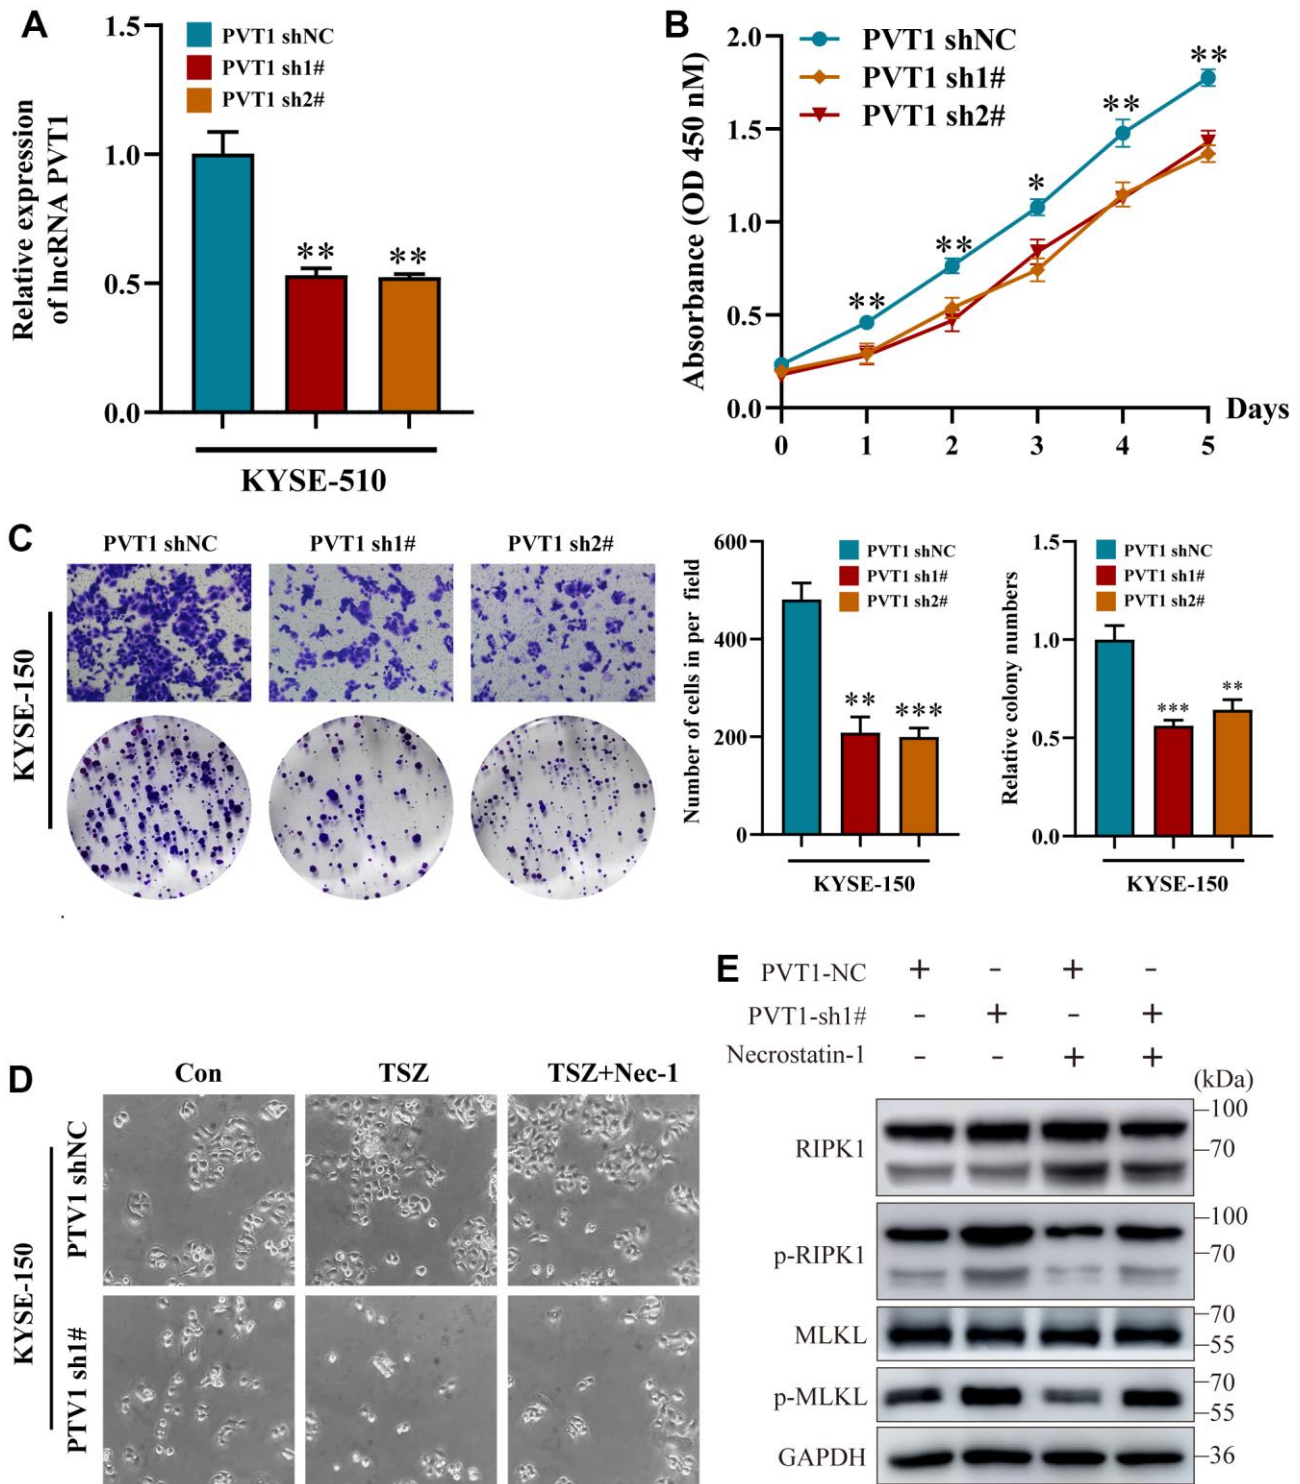 A
1.5
1.0
0.5
0.0
Relative expression
of lncRNA PVT1
PVT1 shNC
PVT1 sh1#
PVT1 sh2#
**
**
KYSE-510
B
2.0
1.5
1.0
0.5
0.0
Absorbance (OD 450 nM)
PVT1 shNC
PVT1 sh1#
PVT1 sh2#
**
**
*
**
**
0 1 2 3 4 5
Days
C
PVT1 shNC PVT1 sh1# PVT1 sh2#
KYSE-150
600
400
200
0
Number of cells in per field
PVT1 shNC
PVT1 sh1#
PVT1 sh2#
**
***
KYSE-150
1.5
1.0
0.5
0.0
Relative colony numbers
PVT1 shNC
PVT1 sh1#
PVT1 sh2#
***
**
KYSE-150
D
Con TSZ TSZ+Nec-1
KYSE-150
PTV1 shNC
PTV1 sh1#
E
PVT1-NC + - + -
PVT1-sh1# - + - +
Necrostatin-1 - - + +
(kDa)
RIPK1
100
70
p-RIPK1
100
70
MLKL
70
55
p-MLKL
70
55
GAPDH
36